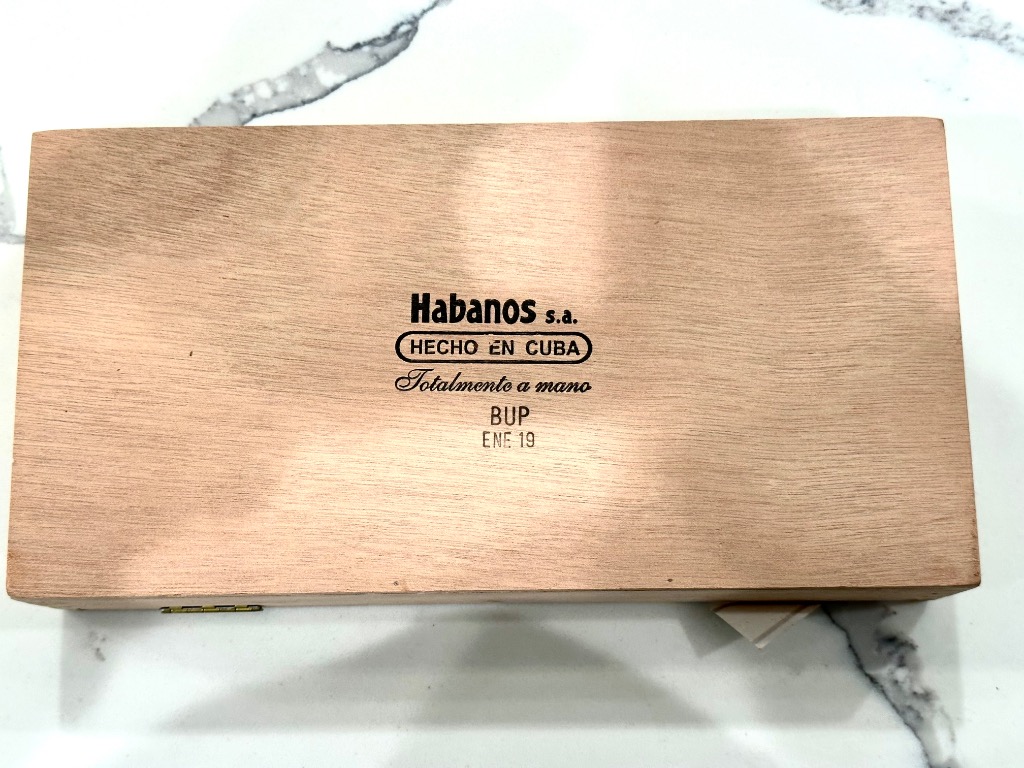 Habanos s.a.
HECHO EN CUBA
Totalmente a mano
BUP
ENE 19